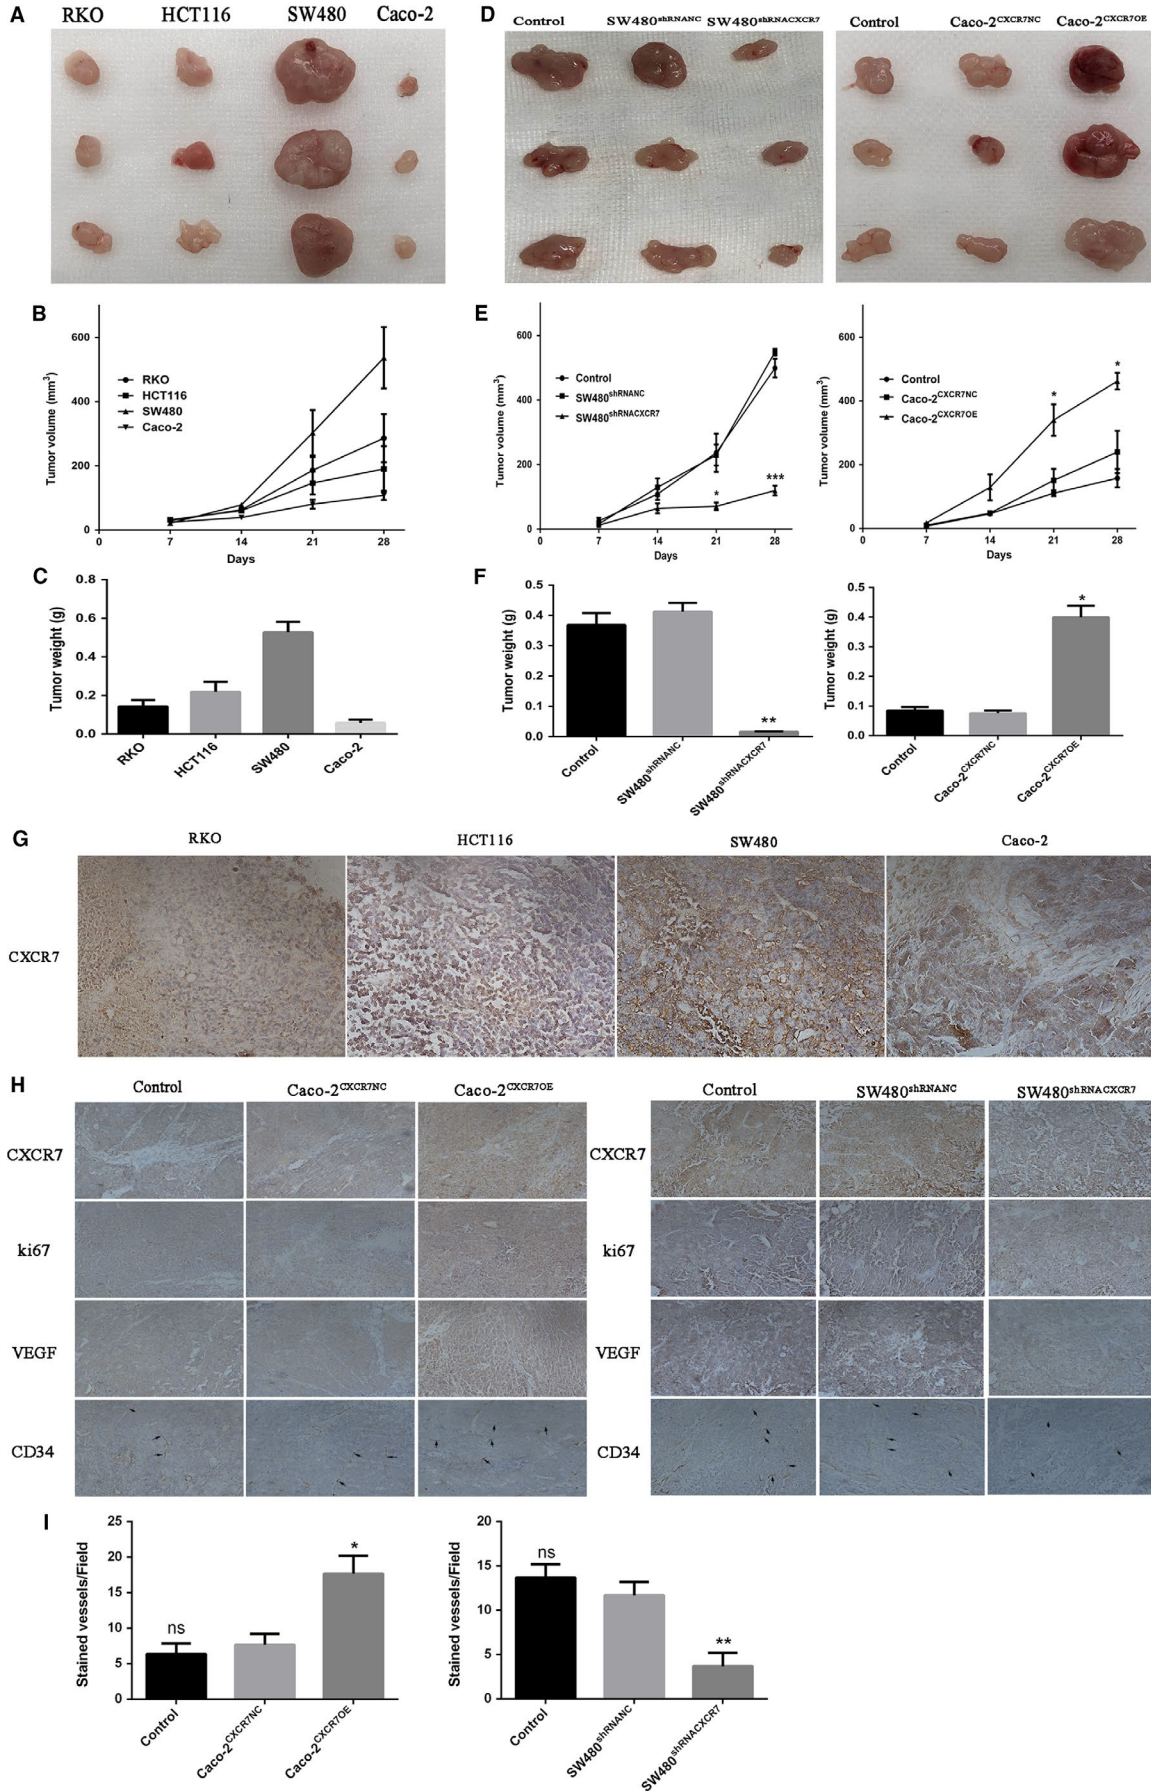 A
RKO HCT116 SW480 Caco-2
D
Control SW480shRNANC SW480shRNACXCR7
Control Caco-2CXCR7NC Caco-2CXCR7OE
B
Tumor volume (mm3)
600
400
200
0
0 7 14 21 28
Days
RKO
HCT116
SW480
Caco-2
E
Tumor volume (mm3)
600
400
200
0
0 7 14 21 28
Days
Control
SW480shRNANC
SW480shRNACXCR7
* ***
Tumor volume (mm3)
600
400
200
0
0 7 14 21 28
Days
Control
Caco-2CXCR7NC
Caco-2CXCR7OE
* *
C
Tumor weight (g)
0.8
0.6
0.4
0.2
0.0
RKO HCT116 SW480 Caco-2
F
Tumor weight (g)
0.5
0.4
0.3
0.2
0.1
0.0
**
Control SW480shRNANC SW480shRNACXCR7
Tumor weight (g)
0.5
0.4
0.3
0.2
0.1
0.0
*
Control Caco-2CXCR7NC Caco-2CXCR7OE
G
RKO HCT116 SW480 Caco-2
CXCR7
H
Control Caco-2CXCR7NC Caco-2CXCR7OE
CXCR7
ki67
VEGF
CD34
Control SW480shRNANC SW480shRNACXCR7
CXCR7
ki67
VEGF
CD34
I
Stained vessels/Field
25
20
15
10
5
0
ns *
Control Caco-2CXCR7NC Caco-2CXCR7OE
Stained vessels/Field
20
15
10
5
0
ns **
Control SW480shRNANC SW480shRNACXCR7